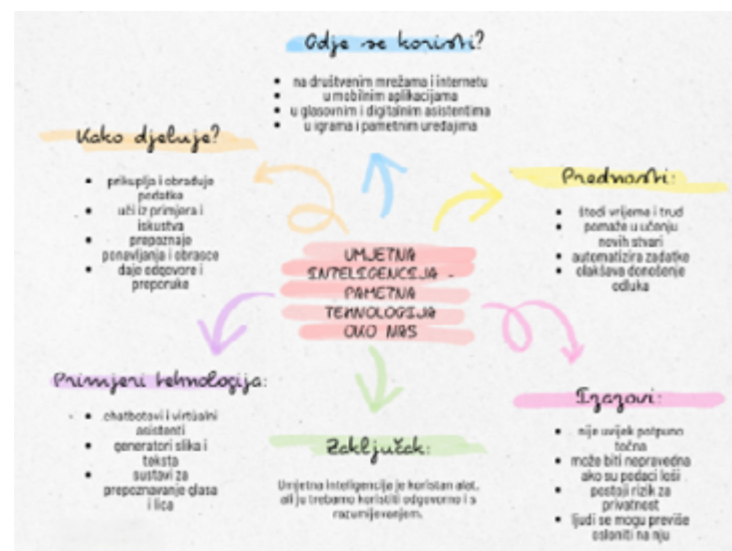 Gdje se koristi?
na društvenim mrežama i internetu
u mobilnim aplikacijama
u glasovnim i digitalnim asistentima
u igrama i pametnim uređajima
Kako djeluje?
prikuplja i obrađuje
podatke
uči iz primjera i
iskustva
prepoznaje
ponavljanja i obrasce
daje odgovore i
preporuke
Prednosti:
štedi vrijeme i trud
pomaže u učenju
novih stvari
automatizira zadatke
olakšava donošenje
odluka
UMJETNA
INTELIGENCIJA -
PAMETNA
TEHNOLOGIJA
OKO NAS
Primjeri tehnologija:
chatbotovi i virtualni
asistenti
generatori slika i
teksta
sustavi za
prepoznavanje glasa
i lica
Zaključak:
Umjetna inteligencija je koristan alat,
ali ju trebamo koristiti odgovorno i s
razumijevanjem.
Izazovi:
nije uvijek potpuno
točna
može biti nepravedna
ako su podaci loši
postoji rizik za
privatnost
ljudi se mogu previše
osloniti na nju